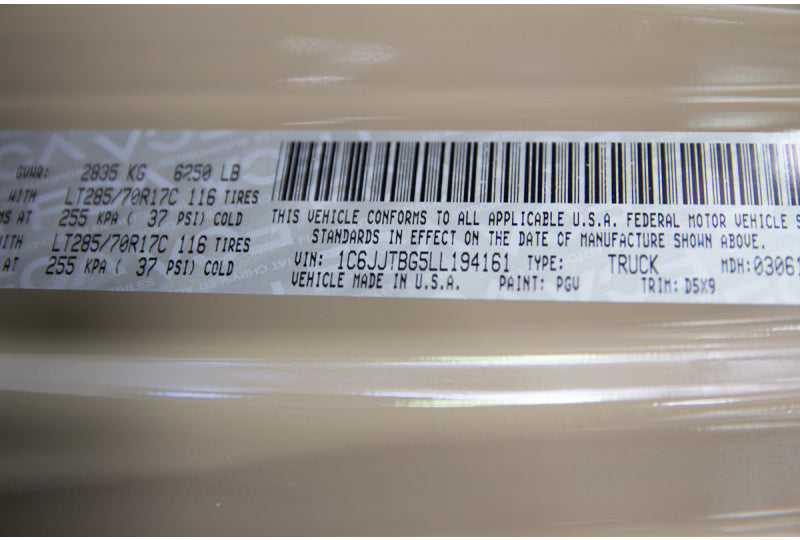 GVWR: 2835 KG 6250 LB
WITH LT285/70R17C 116 TIRES
MS AT 255 KPA ( 37 PSI) COLD
WITH LT285/70R17C 116 TIRES
AT 255 KPA ( 37 PSI) COLD
THIS VEHICLE CONFORMS TO ALL APPLICABLE U.S.A. FEDERAL MOTOR VEHICLE S
STANDARDS IN EFFECT ON THE DATE OF MANUFACTURE SHOWN ABOVE.
VIN: 1C6JJTBG5LL194161 TYPE: TRUCK MDH:03061
VEHICLE MADE IN U.S.A. PAINT: PGV TRIM: D5X9